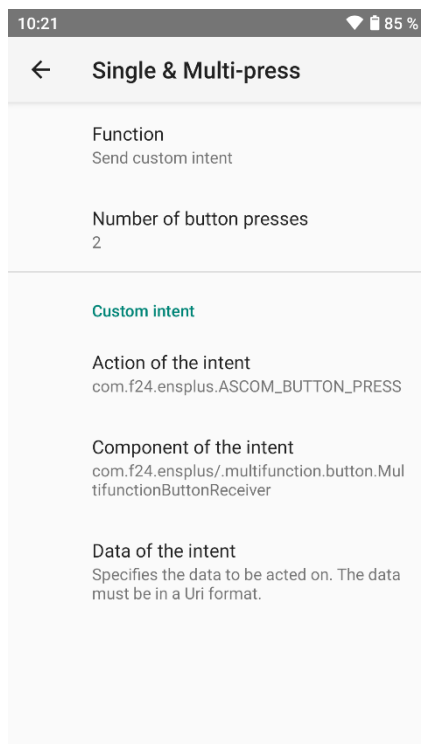 10:21
85 %
Single & Multi-press
Function
Send custom intent
Number of button presses
2
Custom intent
Action of the intent
com.f24.ensplus.ASCOM_BUTTON_PRESS
Component of the intent
com.f24.ensplus/.multifunction.button.Mul
tifunctionButtonReceiver
Data of the intent
Specifies the data to be acted on. The data
must be in a Uri format.